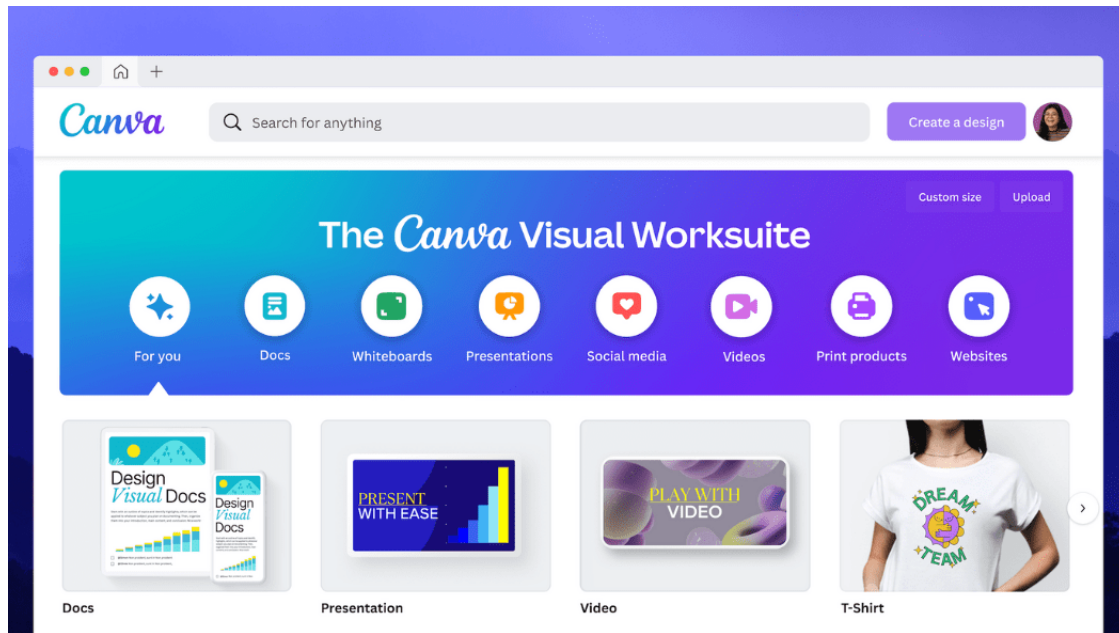 Canva
Search for anything
Create a design
Custom size
Upload
The Canva Visual Worksuite
For you
Docs
Whiteboards
Presentations
Social media
Videos
Print products
Websites
Design
Visual Docs
Design
Visual
Docs
PRESENT
WITH EASE
PLAY WITH
VIDEO
DREAM
TEAM
Docs
Presentation
Video
T-Shirt